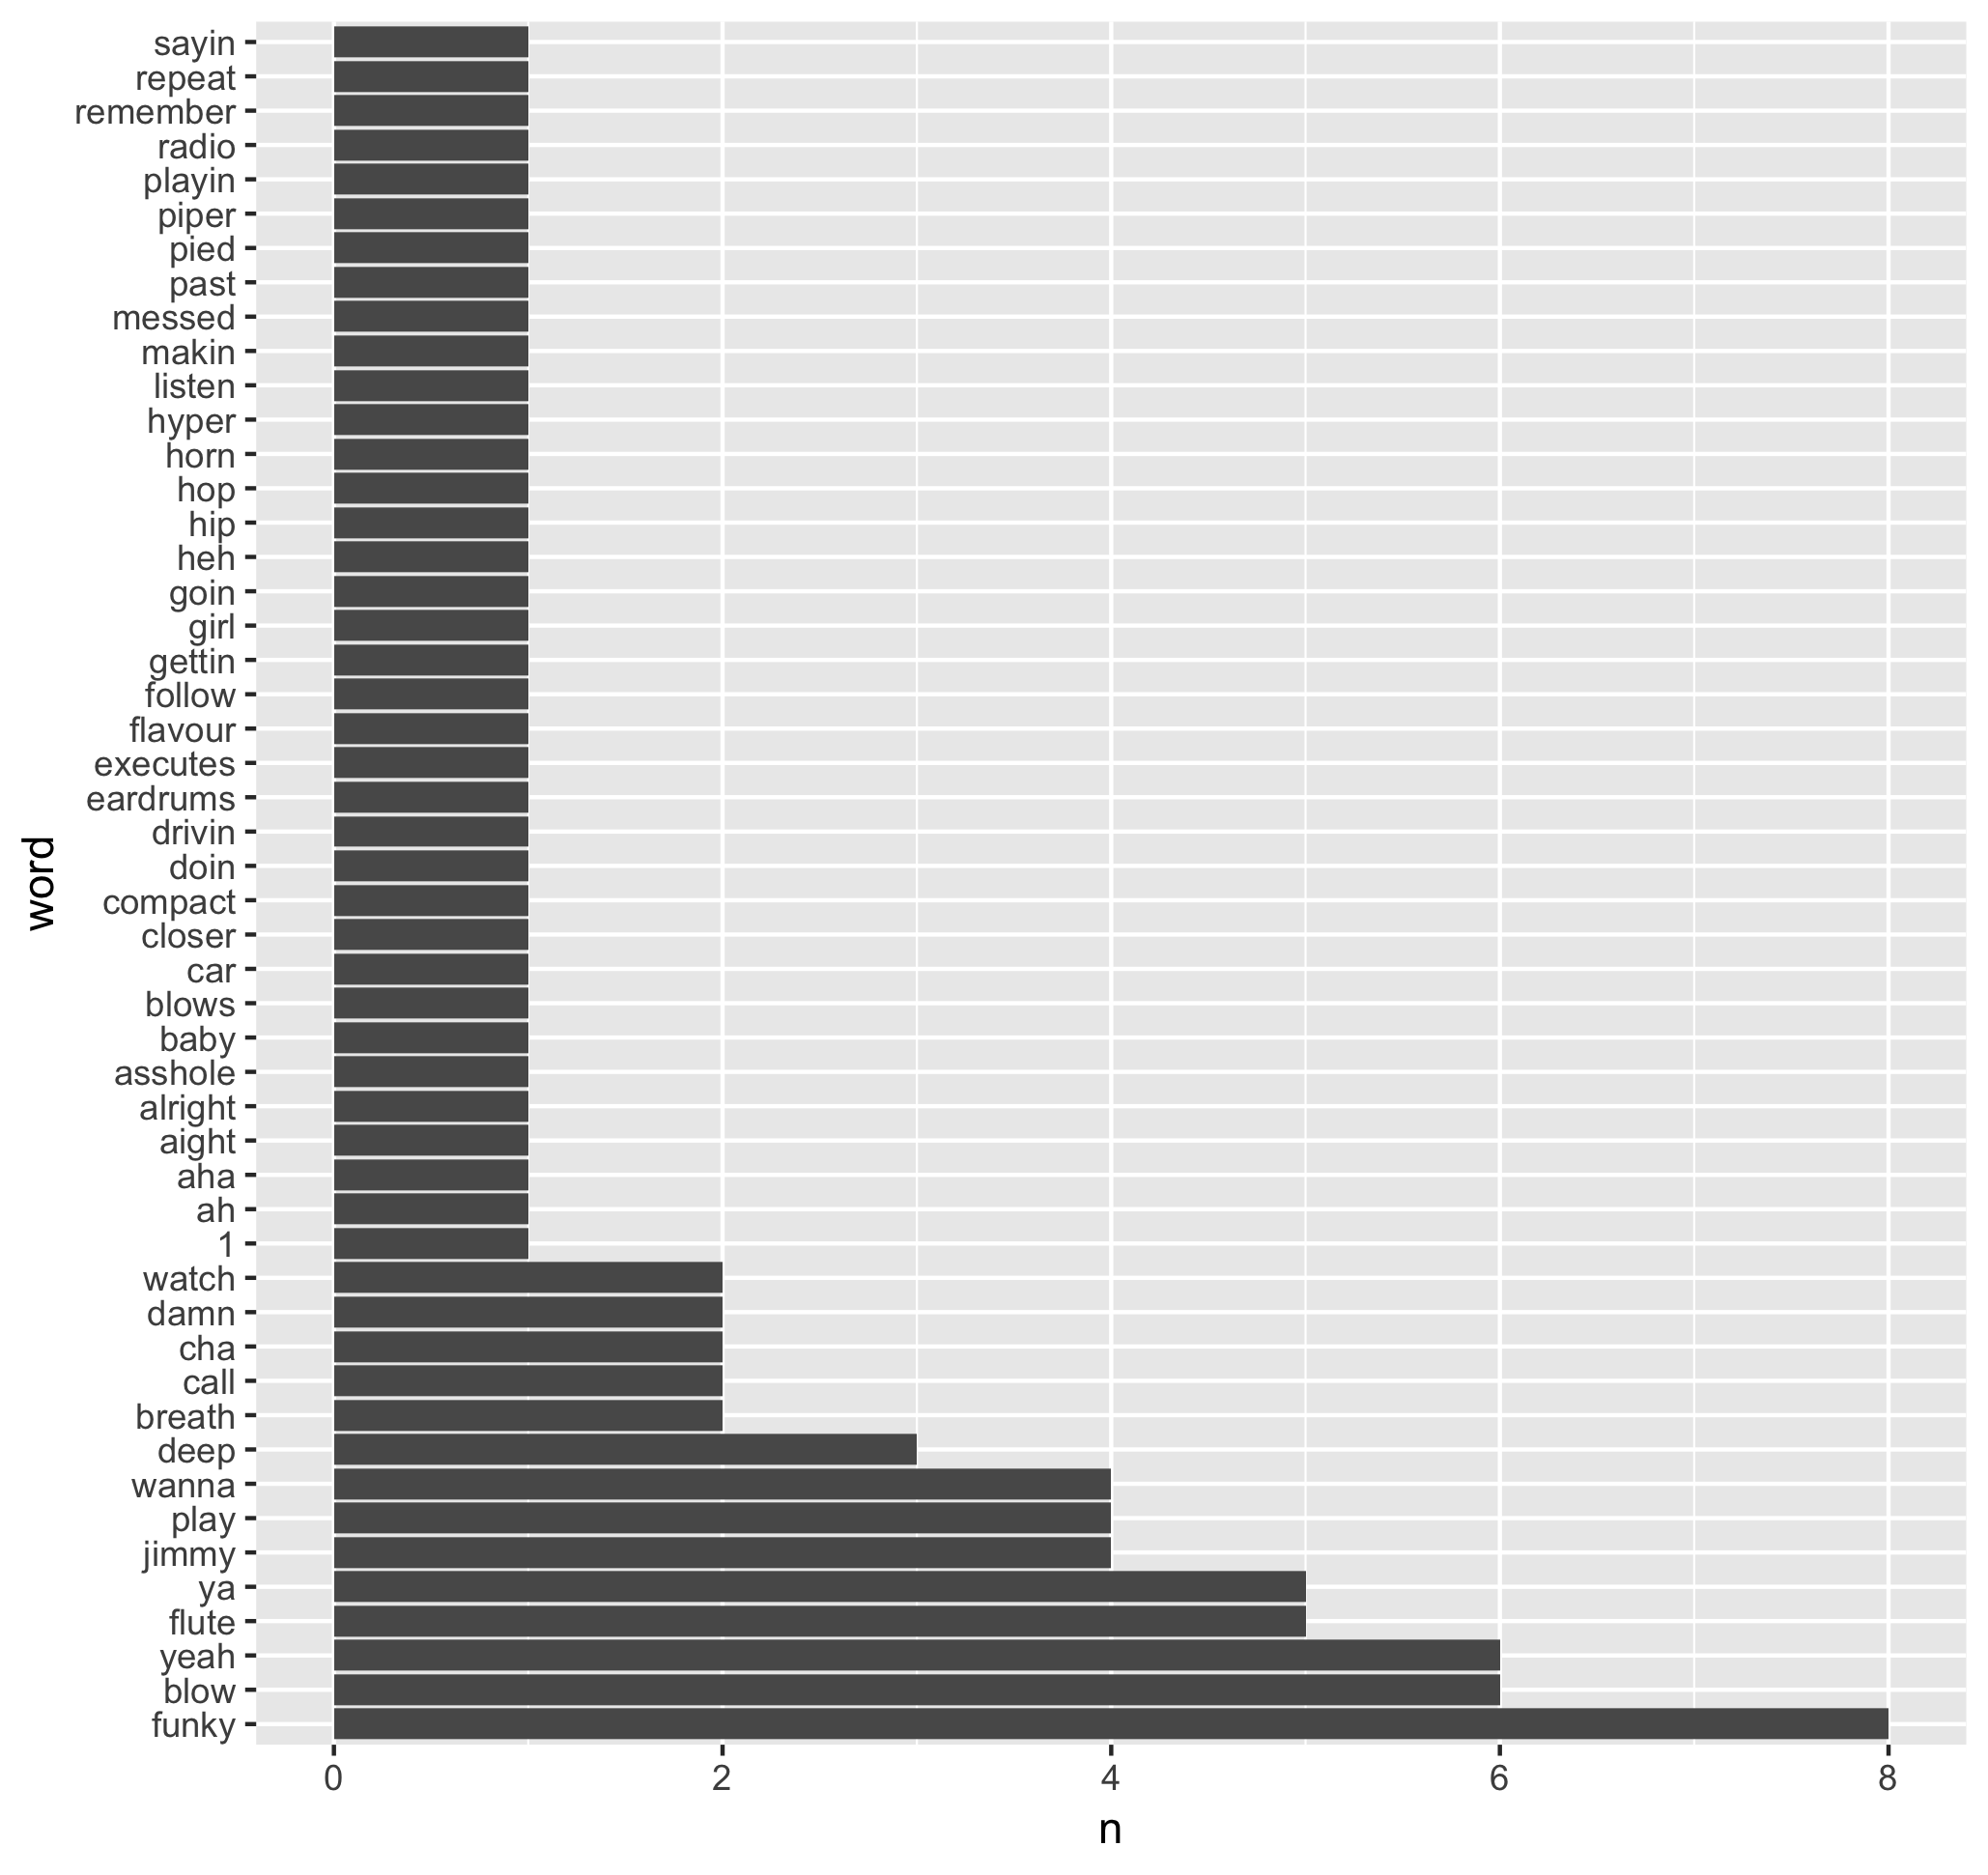 word
sayin
repeat
remember
radio
playin
piper
pied
past
messed
makin
listen
hyper
horn
hop
hip
heh
goin
girl
gettin
follow
flavour
executes
eardrums
drivin
doin
compact
closer
car
blows
baby
asshole
alright
aight
aha
ah
1
watch
damn
cha
call
breath
deep
wanna
play
jimmy
ya
flute
yeah
blow
funky
0 2 4 6 8
n